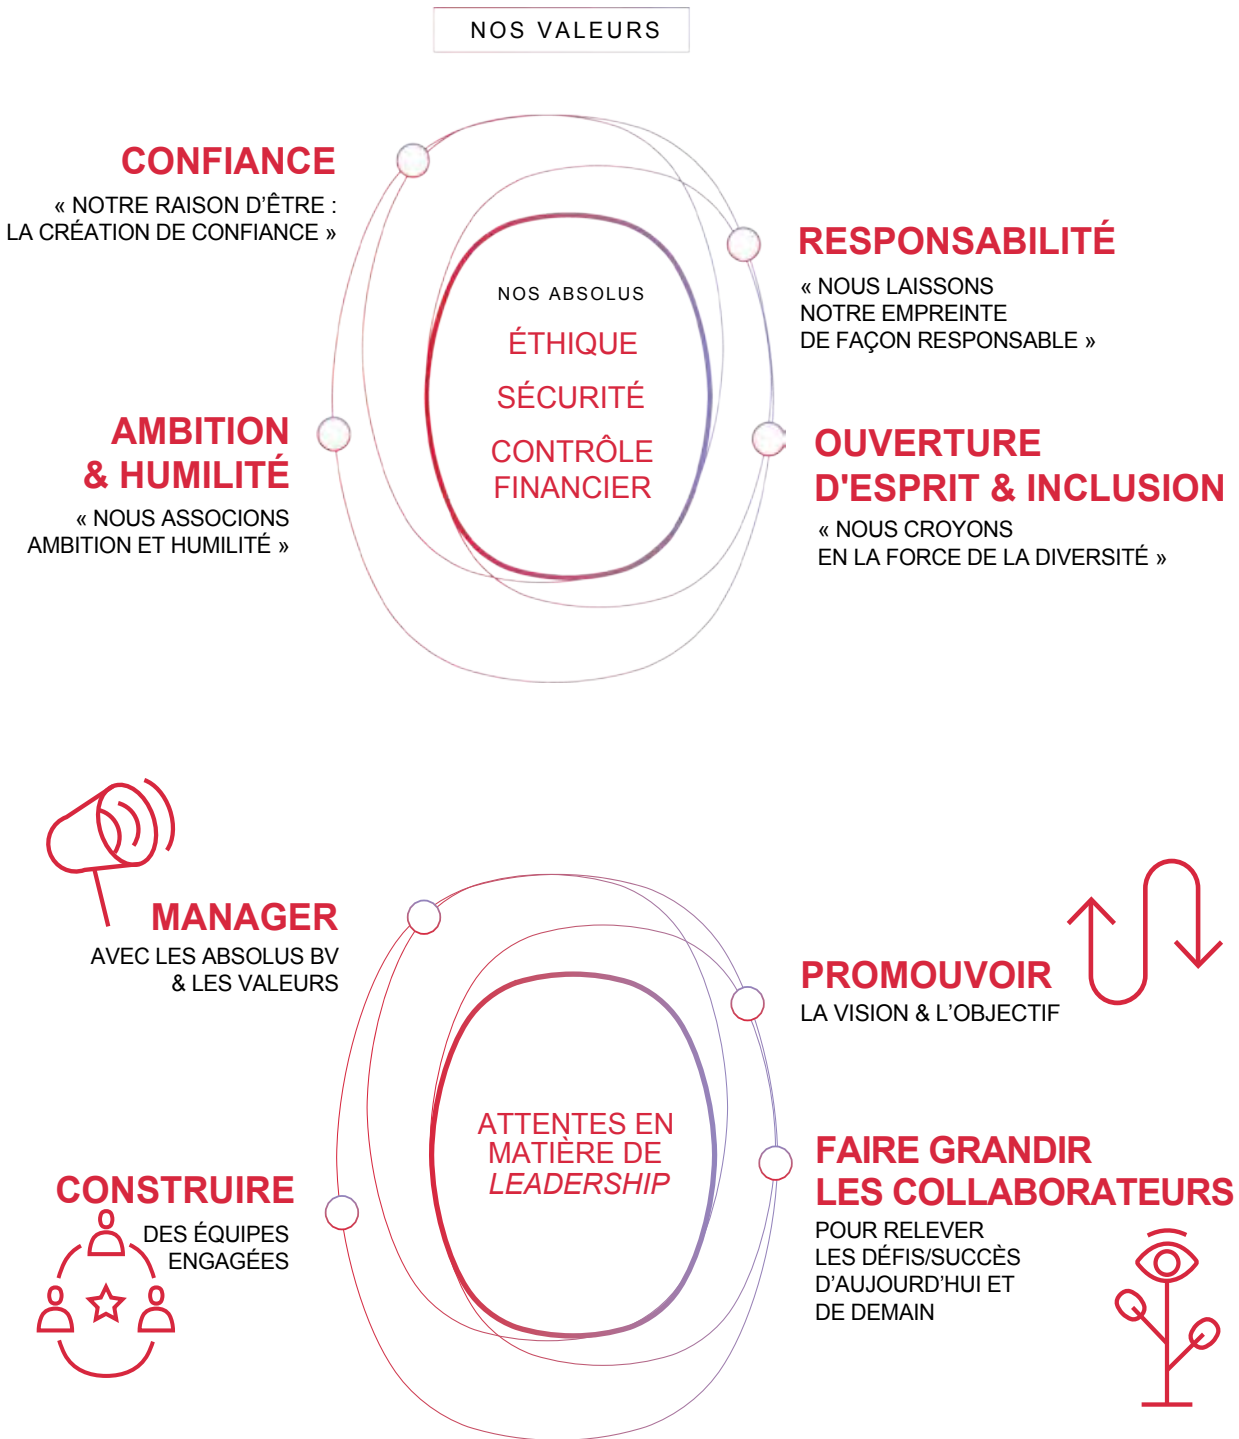 NOS VALEURS
CONFIANCE
« NOTRE RAISON D’ÊTRE :
LA CRÉATION DE CONFIANCE »
RESPONSABILITÉ
« NOUS LAISSONS
NOTRE EMPREINTE
DE FAÇON RESPONSABLE »
NOS ABSOLUS
ÉTHIQUE
SÉCURITÉ
CONTRÔLE
FINANCIER
AMBITION
& HUMILITÉ
« NOUS ASSOCIONS
AMBITION ET HUMILITÉ »
OUVERTURE
D'ESPRIT & INCLUSION
« NOUS CROYONS
EN LA FORCE DE LA DIVERSITÉ »
MANAGER
AVEC LES ABSOLUS BV
& LES VALEURS
PROMOUVOIR
LA VISION & L’OBJECTIF
ATTENTES EN
MATIÈRE DE
LEADERSHIP
CONSTRUIRE
DES ÉQUIPES
ENGAGÉES
FAIRE GRANDIR
LES COLLABORATEURS
POUR RELEVER
LES DÉFIS/SUCCÈS
D’AUJOURD’HUI ET
DE DEMAIN